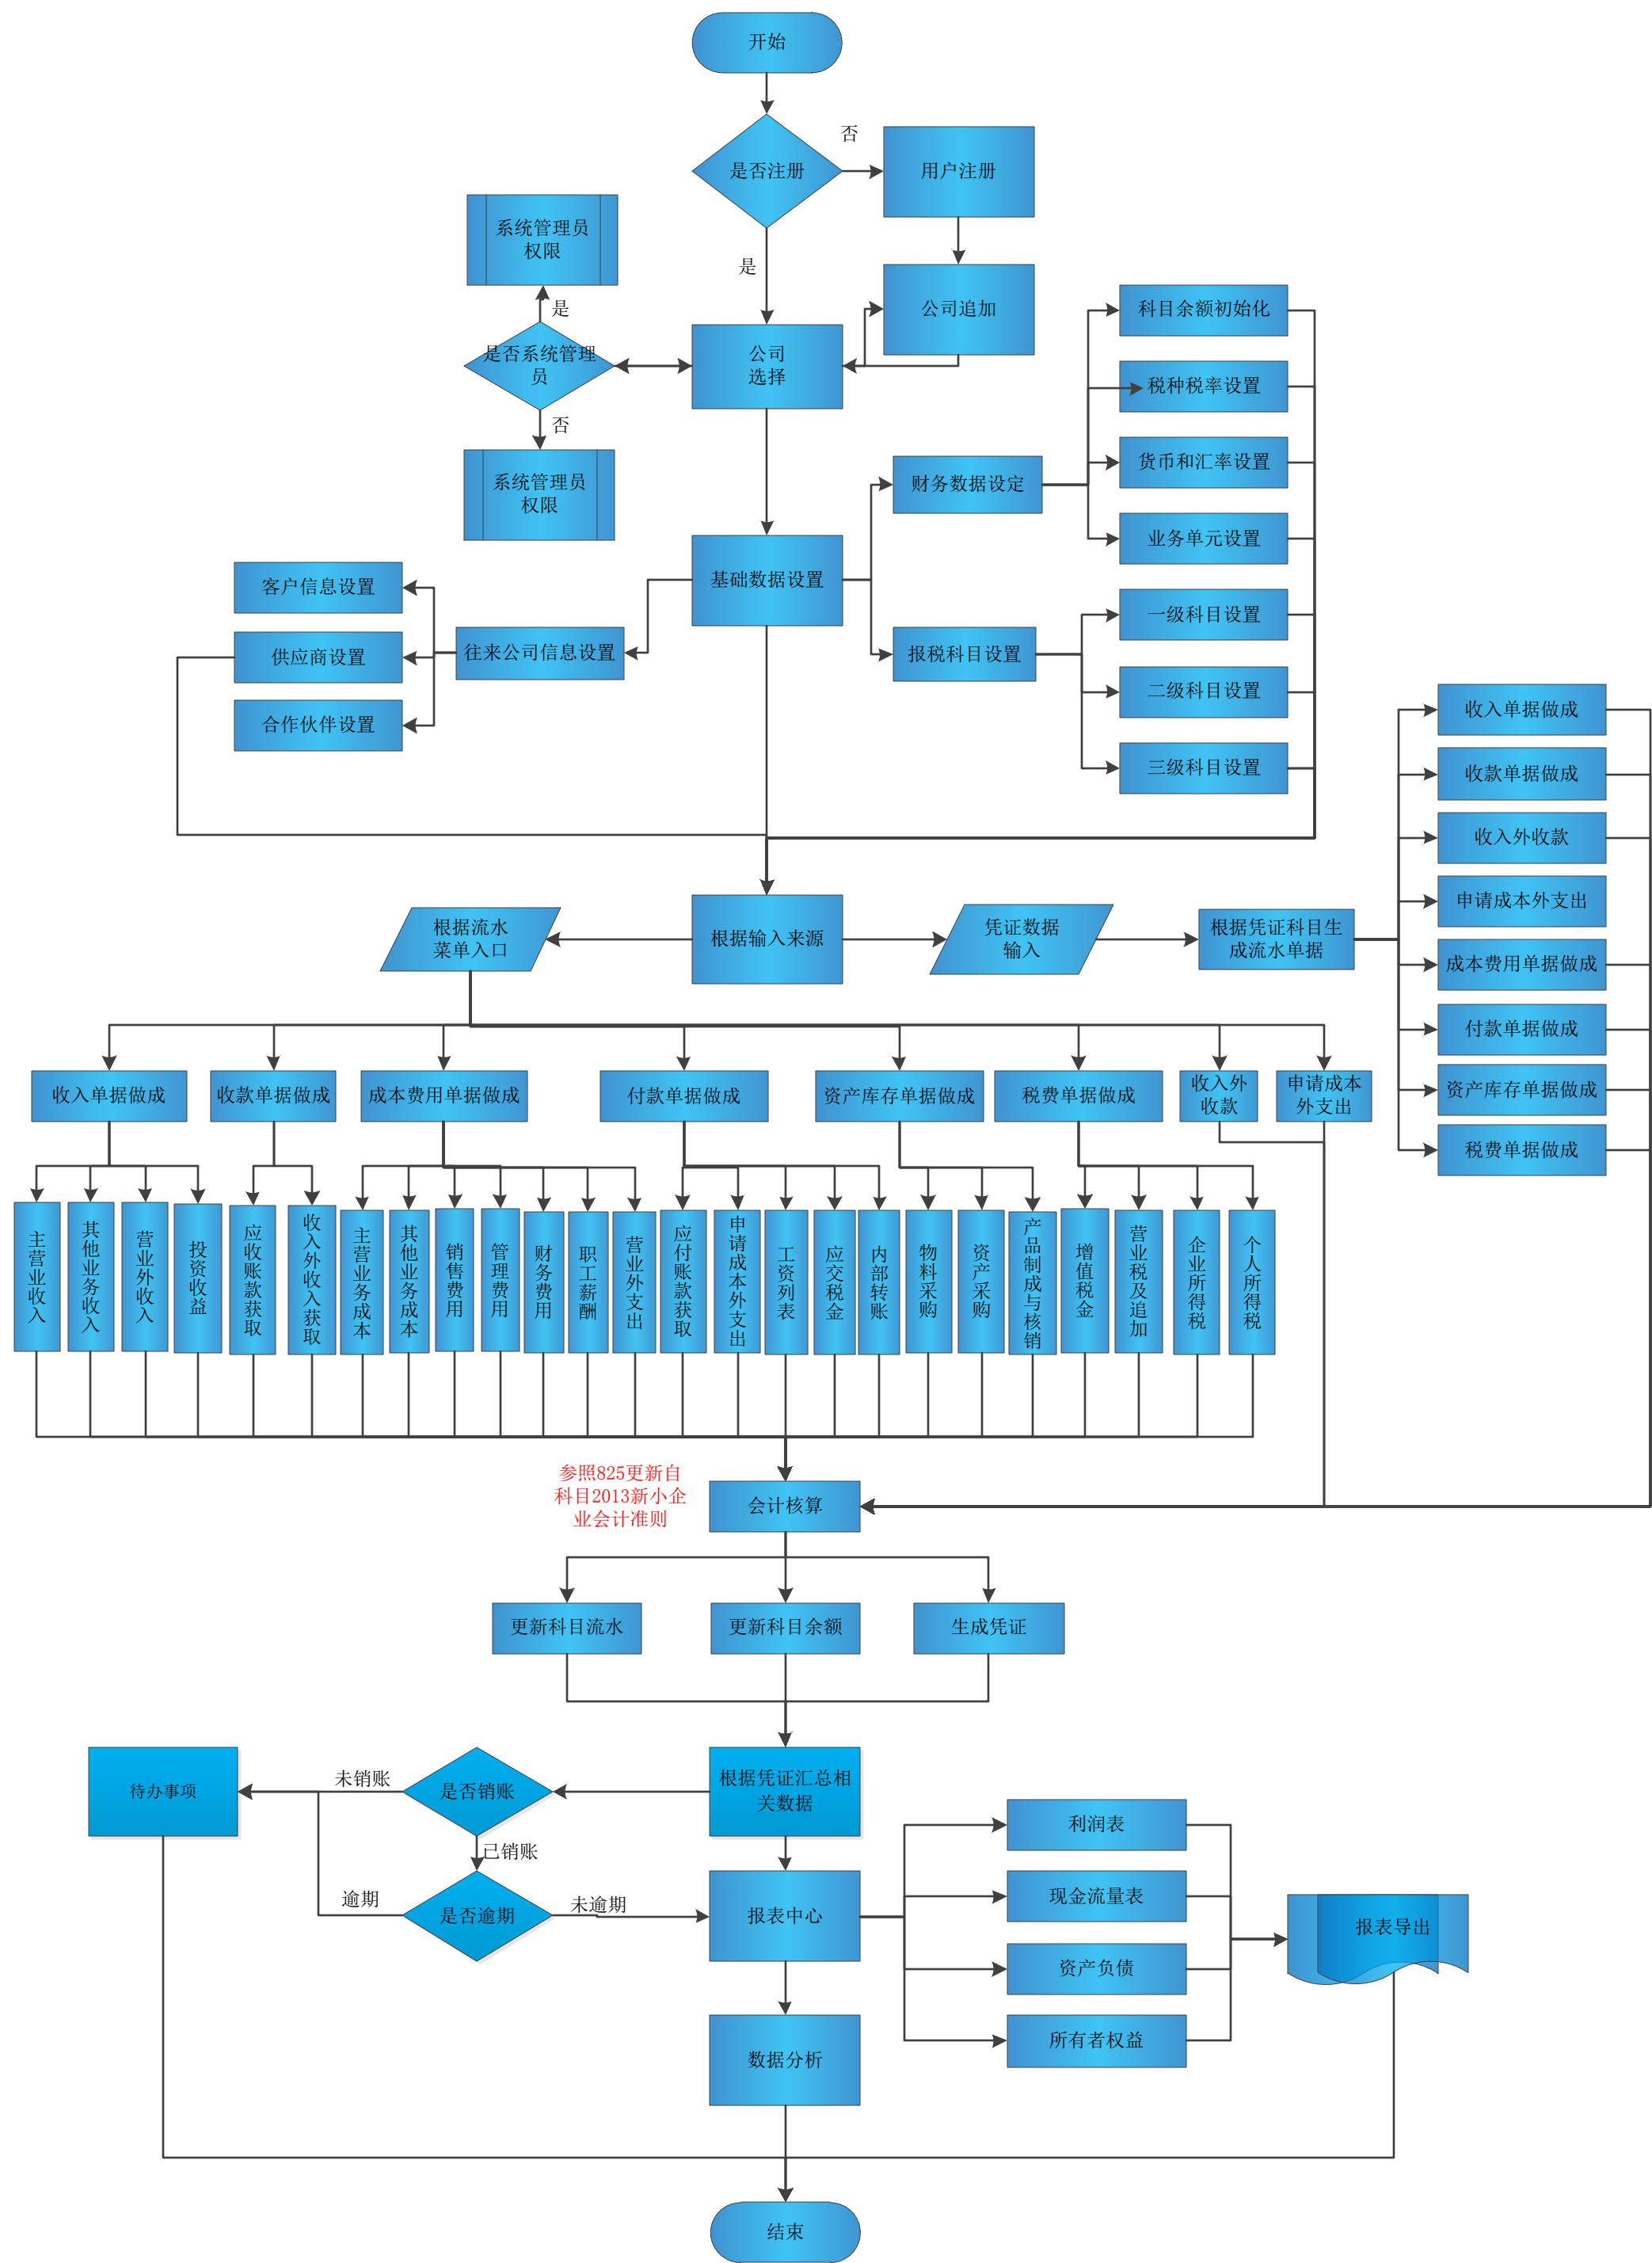 开始
是否注册
否
用户注册
系统管理员
权限
是
公司追加
是
科目余额初始化
是否系统管理
员
公司
选择
税种税率设置
否
货币和汇率设置
系统管理员
权限
财务数据设定
业务单元设置
基础数据设置
客户信息设置
一级科目设置
往来公司信息设置
报税科目设置
供应商设置
二级科目设置
合作伙伴设置
三级科目设置
收入单据做成
收款单据做成
收入外收款
申请成本外支出
成本费用单据做成
付款单据做成
资产库存单据做成
税费单据做成
根据流水
菜单入口
根据输入来源
凭证数据
输入
根据凭证科目生
成流水单据
收入单据做成
收款单据做成
成本费用单据做成
付款单据做成
资产库存单据做成
税费单据做成
收入外
收款
申请成本
外支出
主营业收入
其他业务收入
营业外收入
投资收益
应收账款获取
收入外收入获取
主营业务成本
其他业务成本
销售费用
管理费用
财务费用
职工薪酬
营业外支出
应付账款获取
申请成本外支出
工资列表
应交税金
内部转账
物料采购
资产采购
产品制成与核销
增值税金
营业税及追加
企业所得税
个人所得税
参照825更新自
科目2013新小企
业会计准则
会计核算
更新科目流水
更新科目余额
生成凭证
待办事项
未销账
是否销账
根据凭证汇总相
关数据
已销账
利润表
逾期
是否逾期
未逾期
报表中心
现金流量表
报表导出
资产负债
所有者权益
数据分析
结束